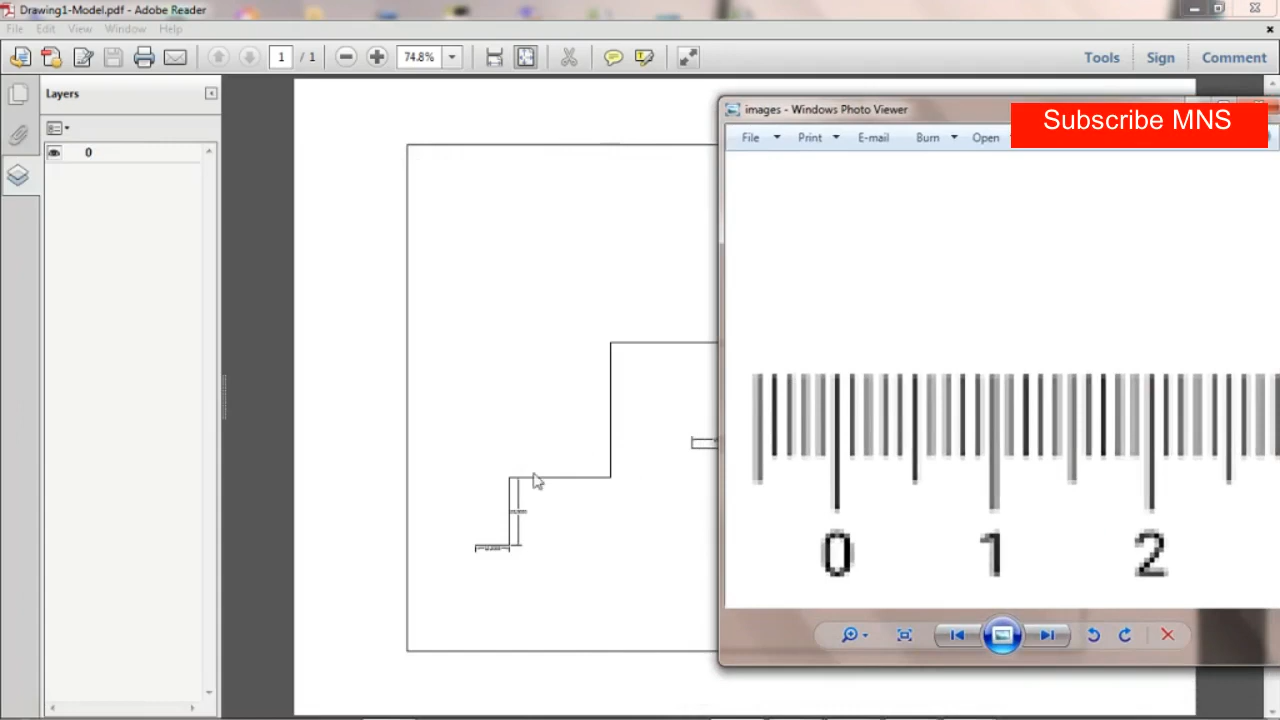 Drawing1-Model.pdf - Adobe Reader
File Edit View Window Help
1 / 1 74.8% Tools Sign Comment
Layers
0
images - Windows Photo Viewer
Subscribe MNS
File Print E-mail Burn Open
0 1 2